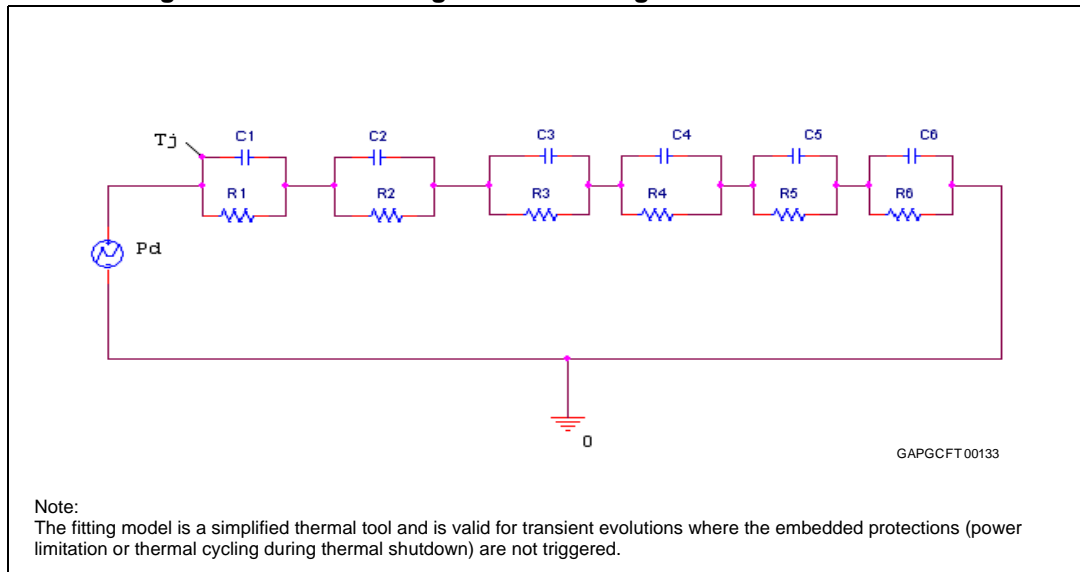 Tj
C1
C2
C3
C4
C5
C6
R1
R2
R3
R4
R5
R6
Pd
0
GAPGCFT00133
Note:
The fitting model is a simplified thermal tool and is valid for transient evolutions where the embedded protections (power
limitation or thermal cycling during thermal shutdown) are not triggered.